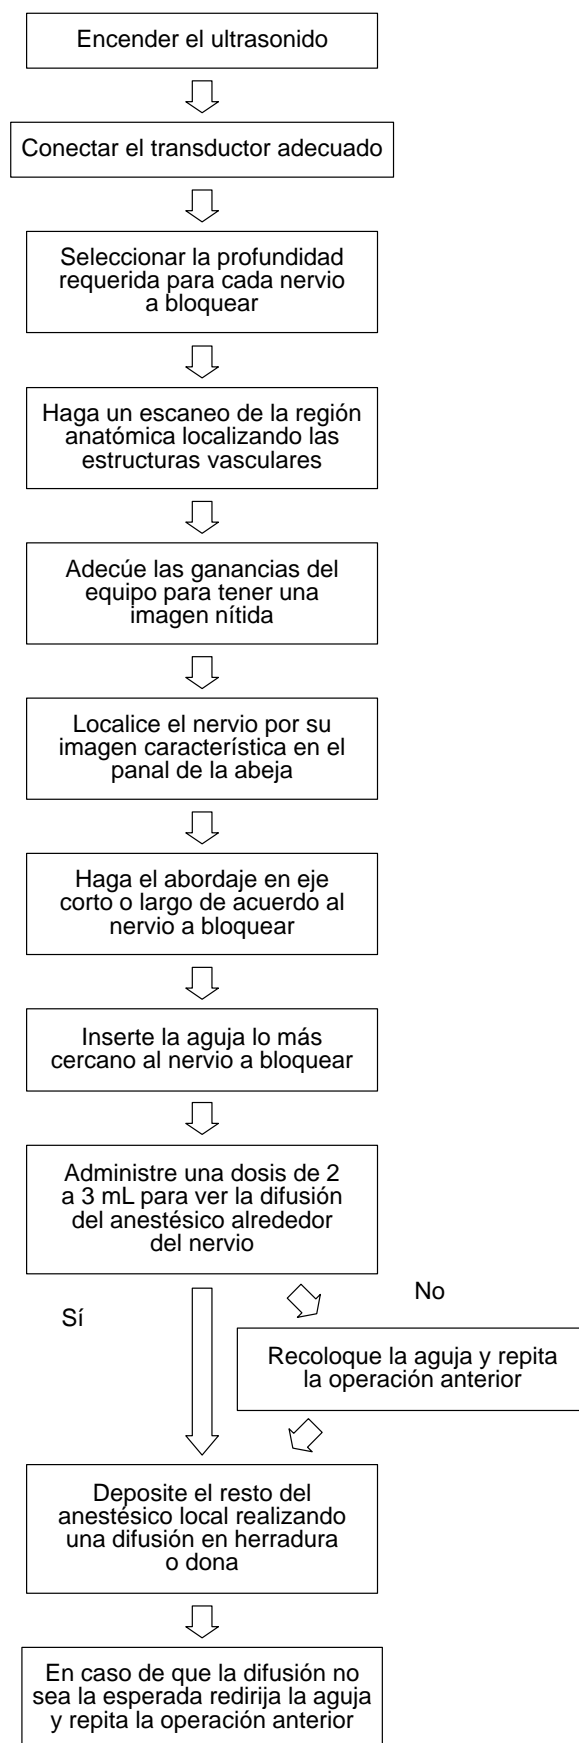 Encender el ultrasonido
Conectar el transductor adecuado
Seleccionar la profundidad
requerida para cada nervio
a bloquear
Haga un escaneo de la región
anatómica localizando las
estructuras vasculares
Adecúe las ganancias del
equipo para tener una
imagen nítida
Localice el nervio por su
imagen característica en el
panal de la abeja
Haga el abordaje en eje
corto o largo de acuerdo al
nervio a bloquear
Inserte la aguja lo más
cercano al nervio a bloquear
Administre una dosis de 2
a 3 mL para ver la difusión
del anestésico alrededor
del nervio
No
Sí
Recoloque la aguja y repita
la operación anterior
Deposite el resto del
anestésico local realizando
una difusión en herradura
o dona
En caso de que la difusión no
sea la esperada redirija la aguja
y repita la operación anterior